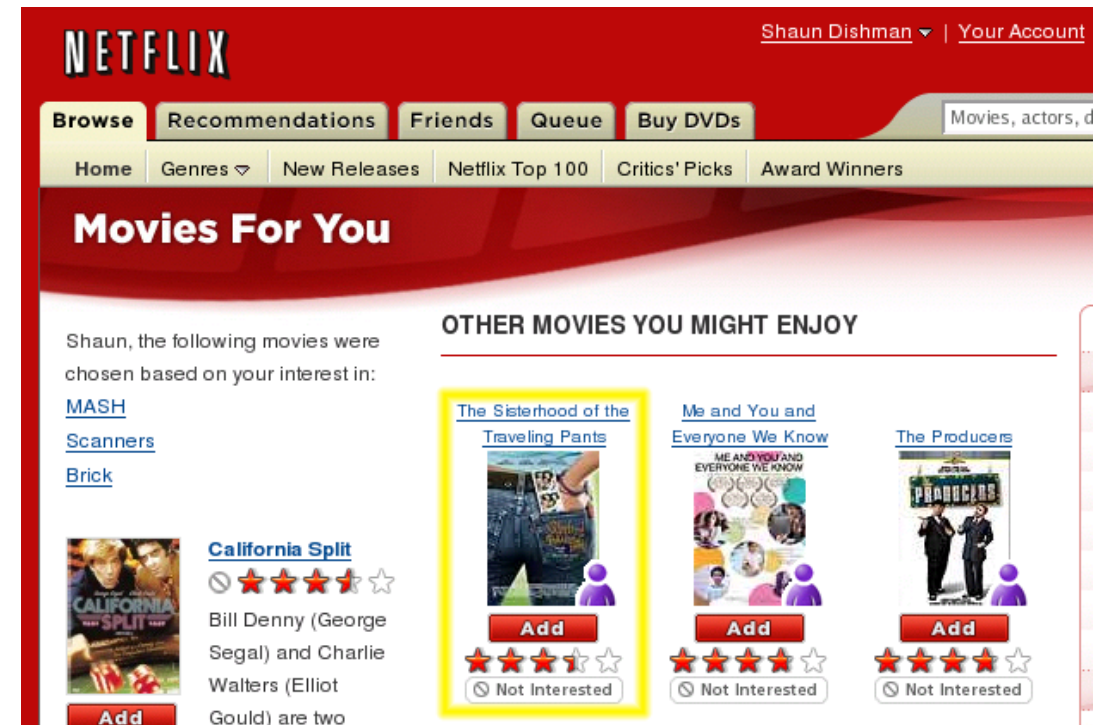 NETFLIX
Shaun Dishman | Your Account
Browse Recommendations Friends Queue Buy DVDs
Movies, actors, d
Home Genres New Releases Netflix Top 100 Critics' Picks Award Winners
Movies For You
Shaun, the following movies were
chosen based on your interest in:
MASH
Scanners
Brick
California Split
CALIFORNIA
SPLIT
Bill Denny (George
Segal) and Charlie
Walters (Elliot
Gould) are two
Add
OTHER MOVIES YOU MIGHT ENJOY
The Sisterhood of the
Traveling Pants
Add
Not Interested
Me and You and
Everyone We Know
ME AND YOU AND
EVERYONE WE KNOW
Add
Not Interested
The Producers
PRODUCERS
Add
Not Interested